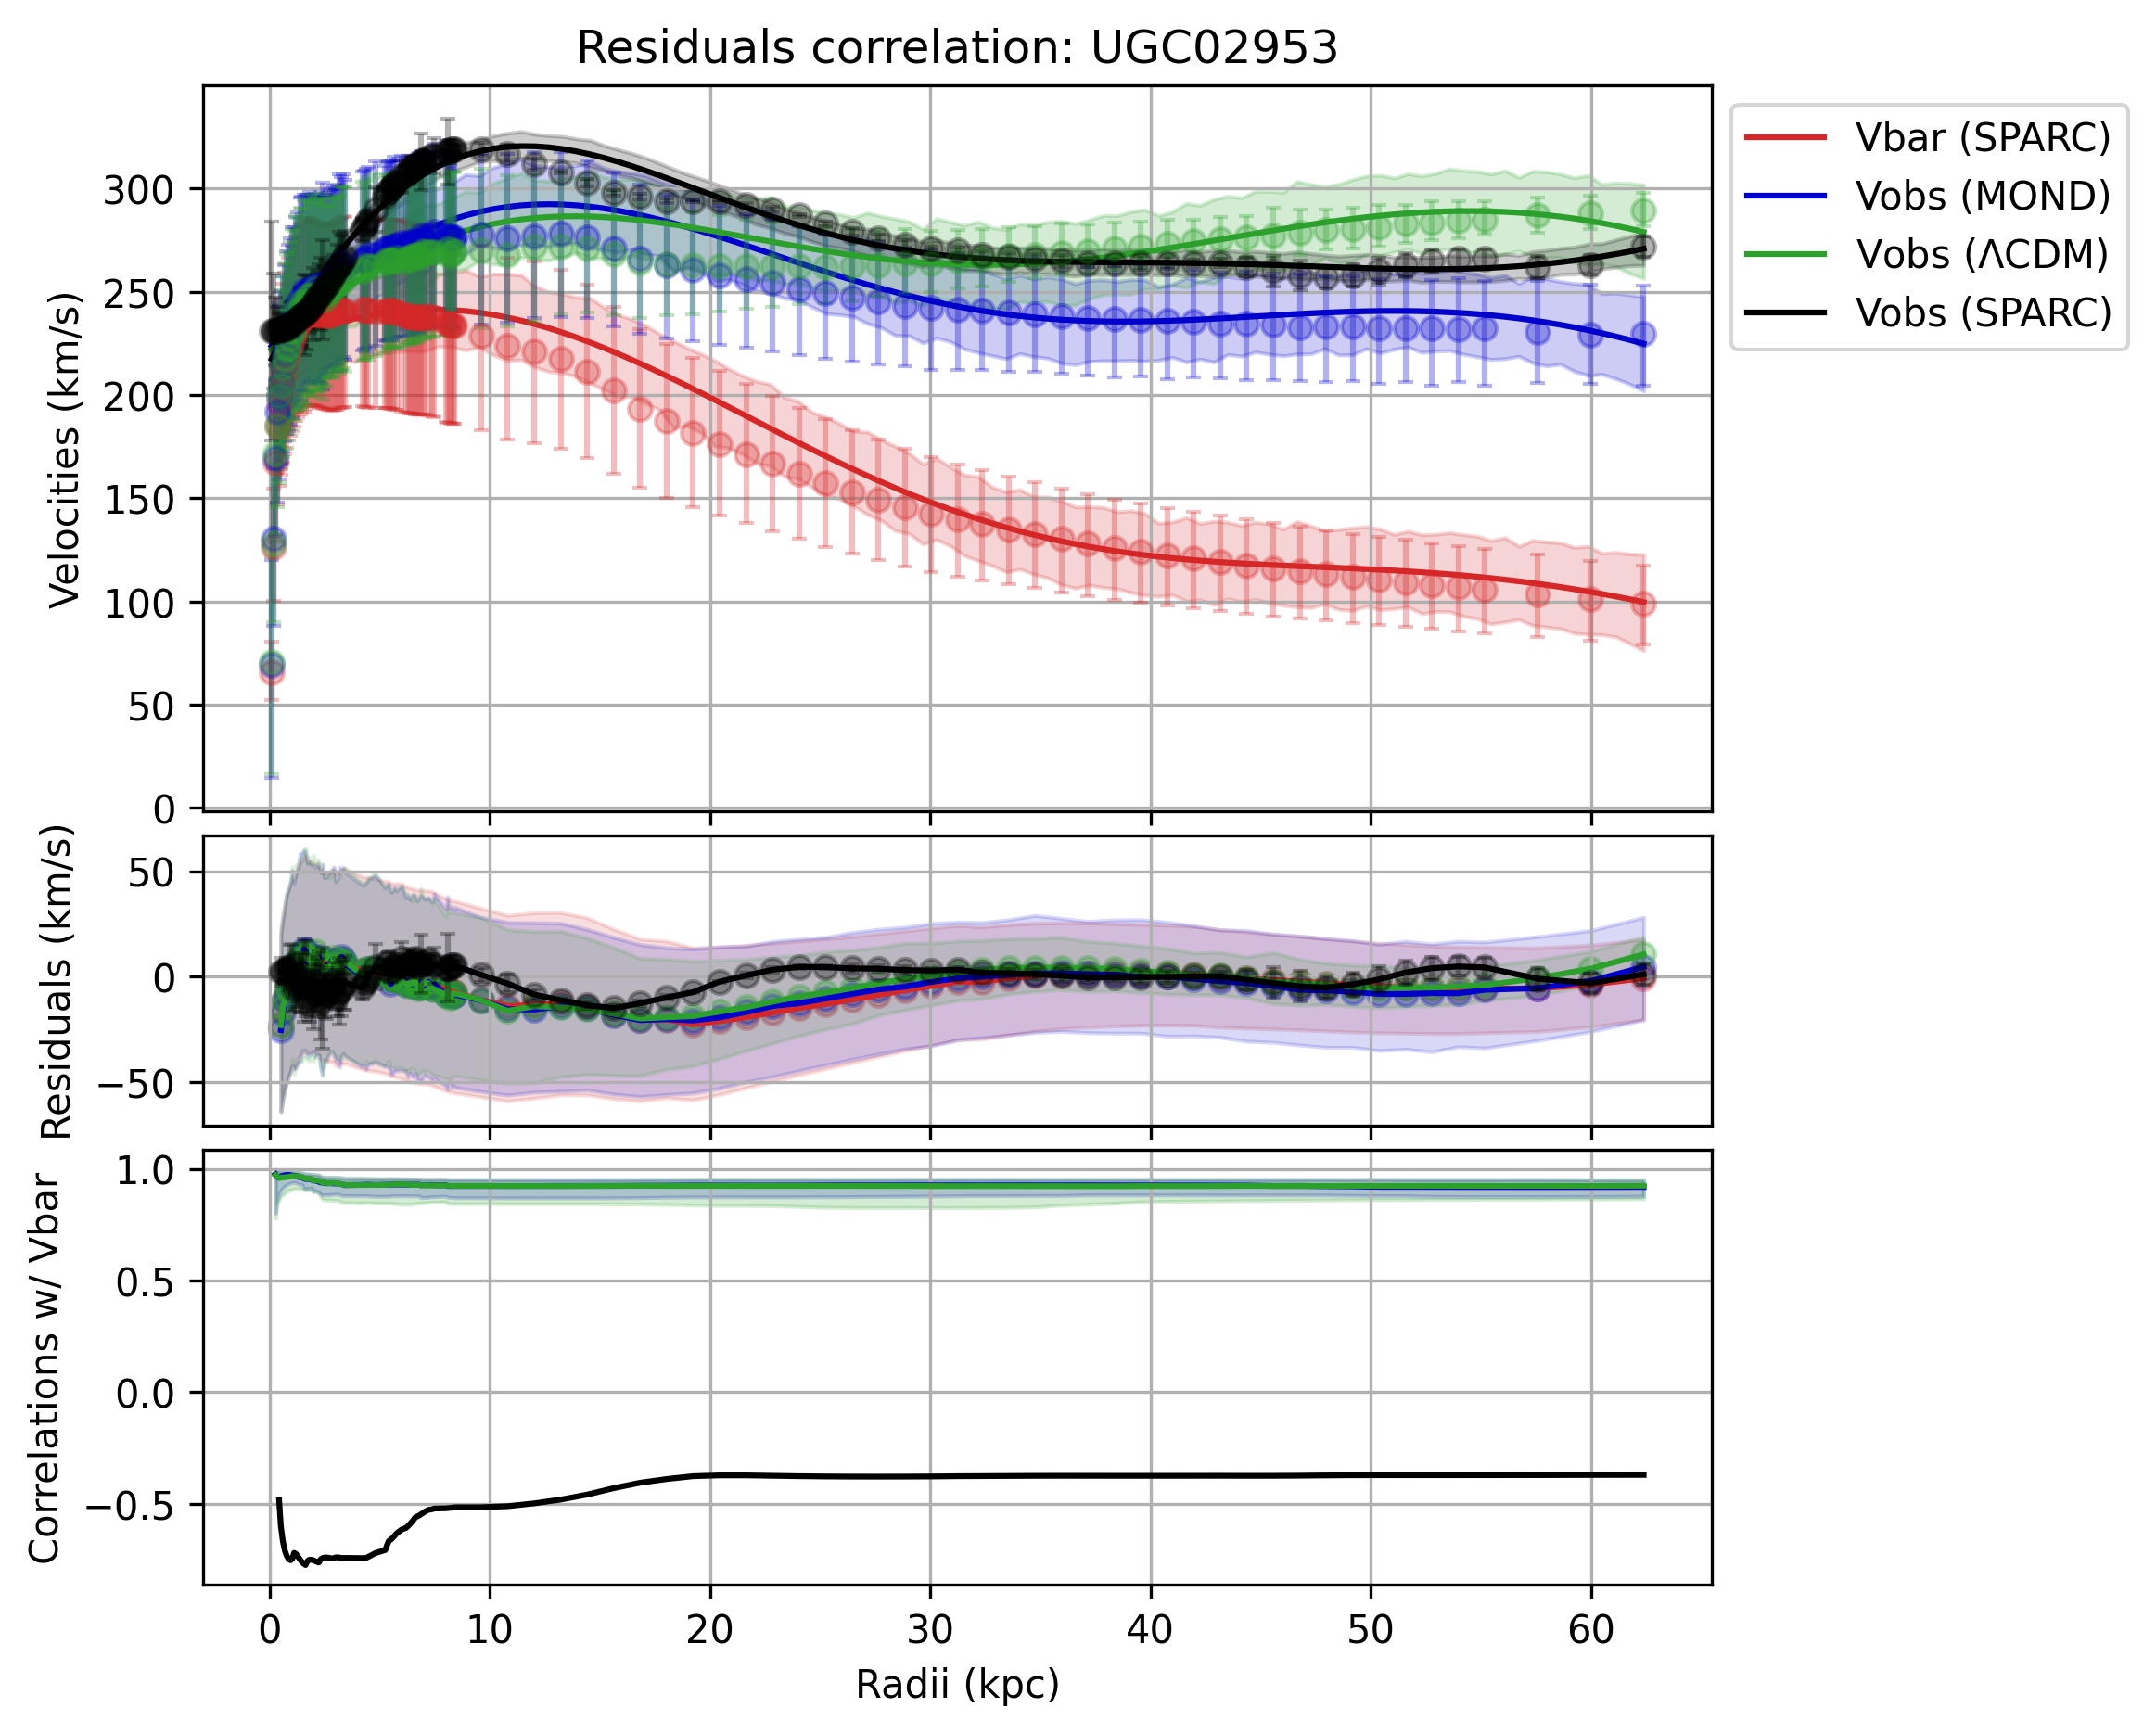 Residuals correlation: UGC02953
Velocities (km/s)
300
250
200
150
100
50
0
Vbar (SPARC)
Vobs (MOND)
Vobs (ΛCDM)
Vobs (SPARC)
Residuals (km/s)
50
0
−50
Correlations w/ Vbar
1.0
0.5
0.0
−0.5
0 10 20 30 40 50 60
Radii (kpc)